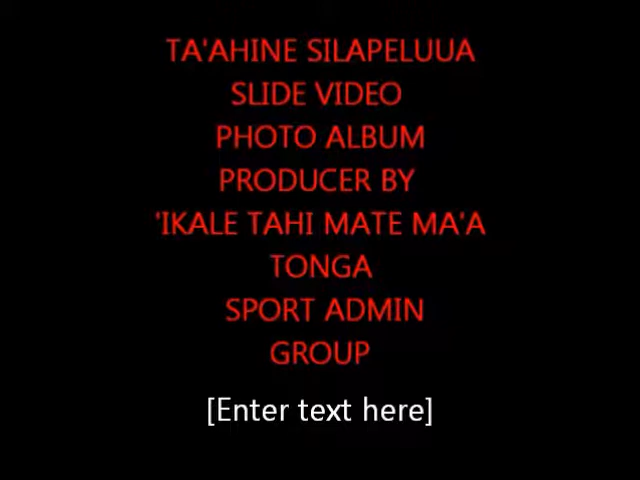 TA'AHINE SILAPELUUA
SLIDE VIDEO
PHOTO ALBUM
PRODUCER BY
'IKALE TAHI MATE MA'A
TONGA
SPORT ADMIN
GROUP
[Enter text here]